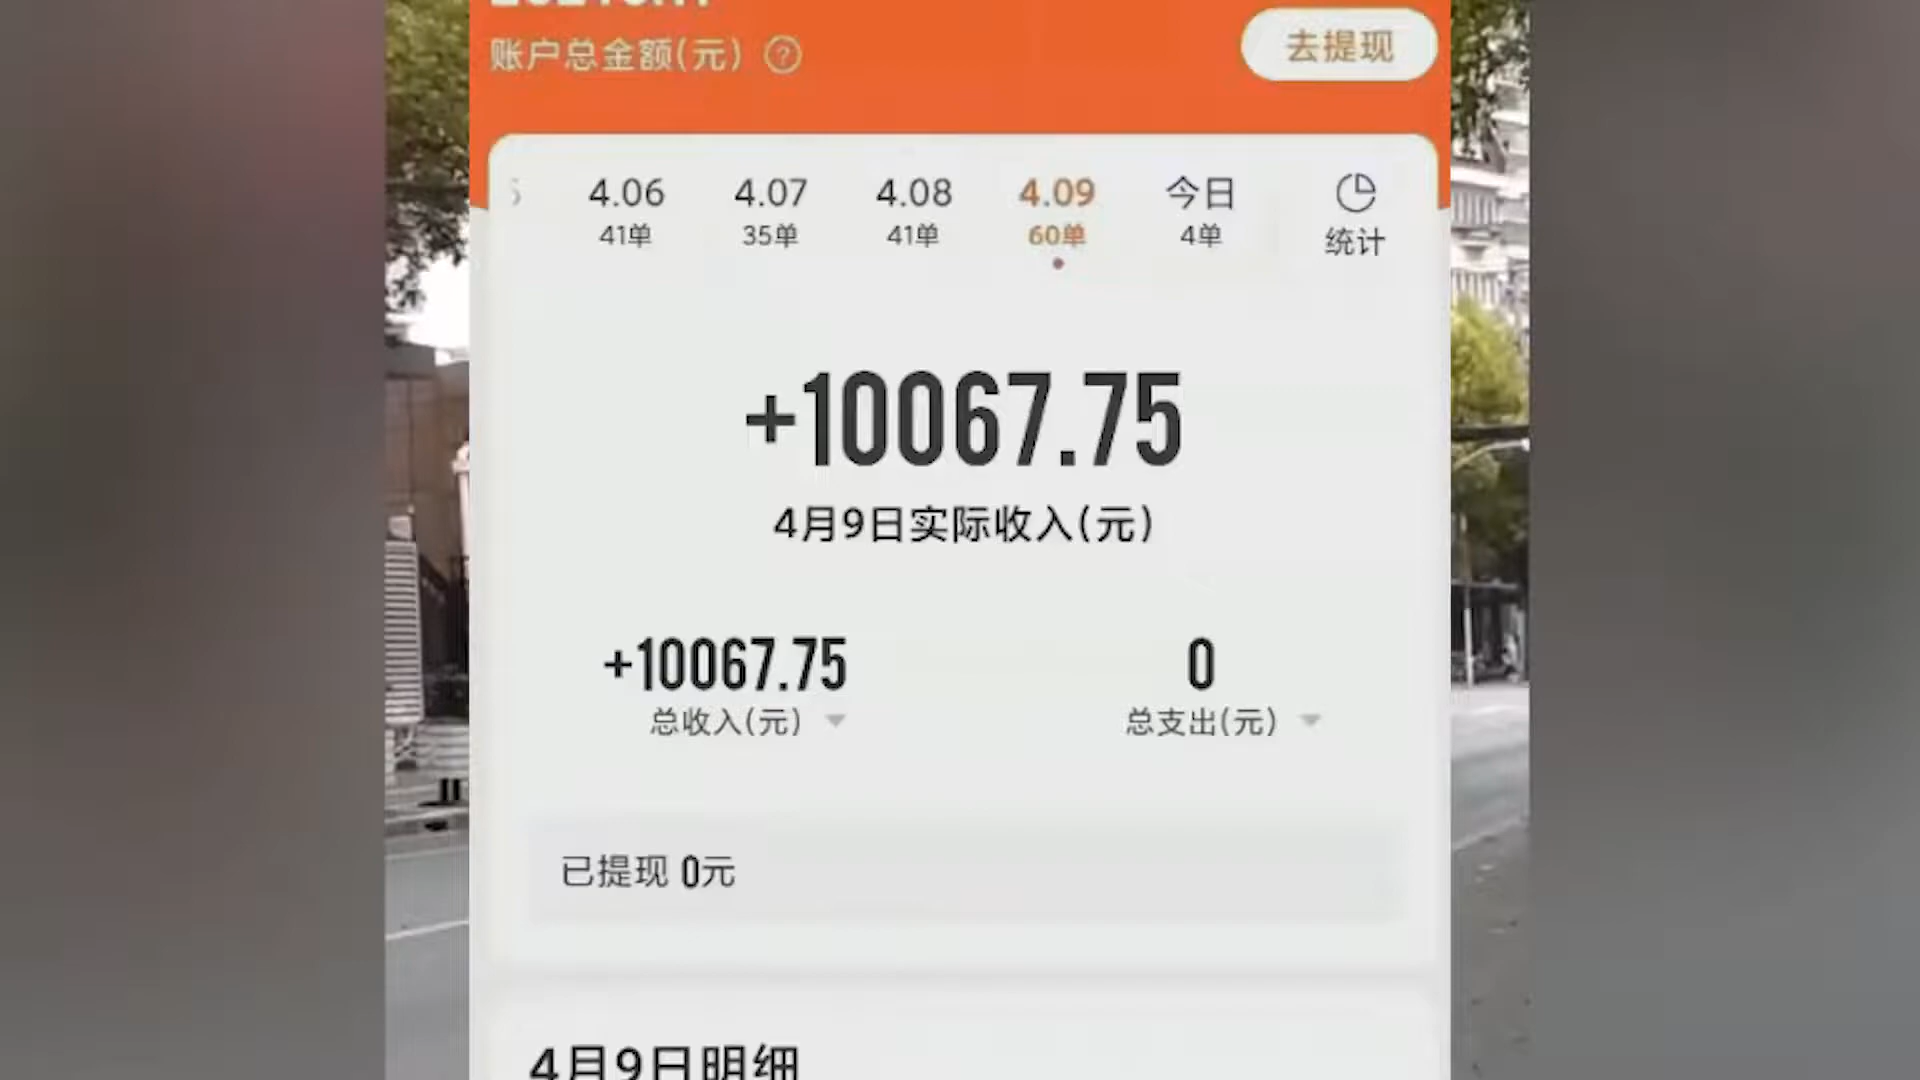 账户总金额(元) ?
去提现
4.06 4.07 4.08 4.09 今日
41单 35单 41单 60单 4单 统计
+10067.75
4月9日实际收入(元)
+10067.75 0
总收入(元) 总支出(元)
已提现 0元
4月9日明细